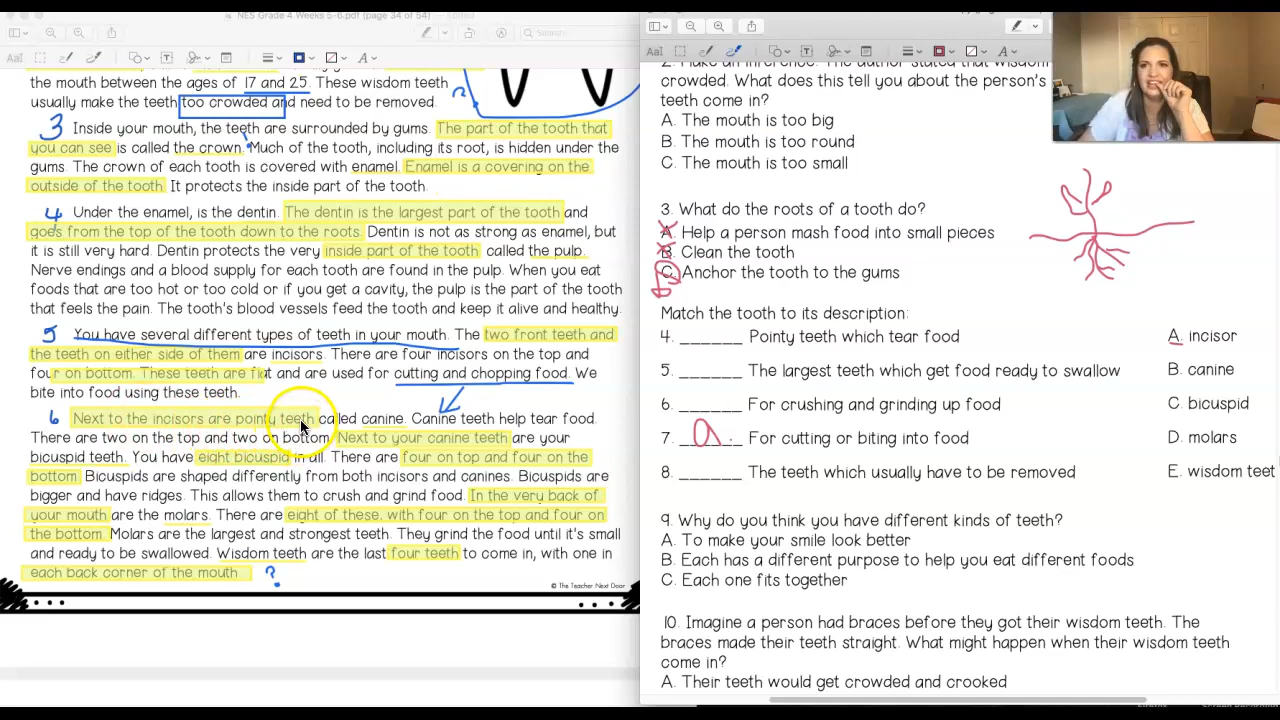 NES Grade 4 Weeks 5-6.pdf (page 34 of 54) — Edited
Search
the mouth between the ages of 17 and 25. These wisdom teeth
usually make the teeth too crowded and need to be removed.
?
3 Inside your mouth, the teeth are surrounded by gums. The part of the tooth that
you can see is called the crown. Much of the tooth, including its root, is hidden under the
gums. The crown of each tooth is covered with enamel. Enamel is a covering on the
outside of the tooth. It protects the inside part of the tooth.
4 Under the enamel, is the dentin. The dentin is the largest part of the tooth and
goes from the top of the tooth down to the roots. Dentin is not as strong as enamel, but
it is still very hard. Dentin protects the very inside part of the tooth called the pulp.
Nerve endings and a blood supply for each tooth are found in the pulp. When you eat
foods that are too hot or too cold or if you get a cavity, the pulp is the part of the tooth
that feels the pain. The tooth's blood vessels feed the tooth and keep it alive and healthy.
5 You have several different types of teeth in your mouth. The two front teeth and
the teeth on either side of them are incisors. There are four incisors on the top and
four on bottom. These teeth are flat and are used for cutting and chopping food. We
bite into food using these teeth.
6 Next to the incisors are pointy teeth called canine. Canine teeth help tear food.
There are two on the top and two on bottom. Next to your canine teeth are your
bicuspid teeth. You have eight bicuspid in all. There are four on top and four on the
bottom. Bicuspids are shaped differently from both incisors and canines. Bicuspids are
bigger and have ridges. This allows them to crush and grind food. In the very back of
your mouth are the molars. There are eight of these, with four on the top and four on
the bottom. Molars are the largest and strongest teeth. They grind the food until it's small
and ready to be swallowed. Wisdom teeth are the last four teeth to come in, with one in
each back corner of the mouth ?
© The Teacher Next Door
2. Make an inference. The author stated that wisdom
crowded. What does this tell you about the person's
teeth come in?
A. The mouth is too big
B. The mouth is too round
C. The mouth is too small
3. What do the roots of a tooth do?
A. Help a person mash food into small pieces
B. Clean the tooth
C. Anchor the tooth to the gums
Match the tooth to its description:
4. ______ Pointy teeth which tear food A. incisor
5. ______ The largest teeth which get food ready to swallow B. canine
6. ______ For crushing and grinding up food C. bicuspid
7. __a__ For cutting or biting into food D. molars
8. ______ The teeth which usually have to be removed E. wisdom teet
9. Why do you think you have different kinds of teeth?
A. To make your smile look better
B. Each has a different purpose to help you eat different foods
C. Each one fits together
10. Imagine a person had braces before they got their wisdom teeth. The
braces made their teeth straight. What might happen when their wisdom teeth
come in?
A. Their teeth would get crowded and crooked